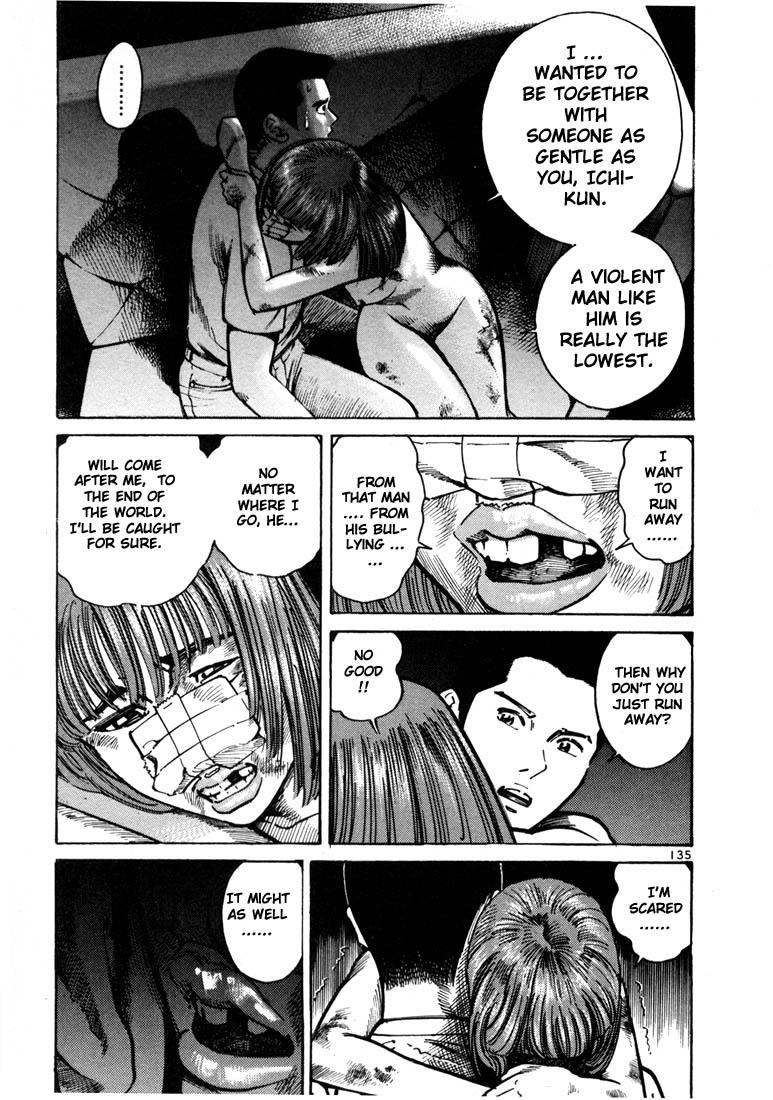 I ...
WANTED TO
BE TOGETHER
WITH
SOMEONE AS
GENTLE AS
YOU, ICHI-
KUN.
A VIOLENT
MAN LIKE
HIM IS
REALLY THE
LOWEST.
........
I
WANT
TO
RUN
AWAY
......
FROM
THAT MAN
.... FROM
HIS BUL-
LYING ...
...
NO
MATTER
WHERE I
GO, HE...
WILL COME
AFTER ME, TO
THE END OF
THE WORLD.
I'LL BE CAUGHT
FOR SURE.
THEN WHY
DON'T YOU
JUST RUN
AWAY?
NO
GOOD
!!
135
I'M
SCARED
......
IT MIGHT
AS WELL
......